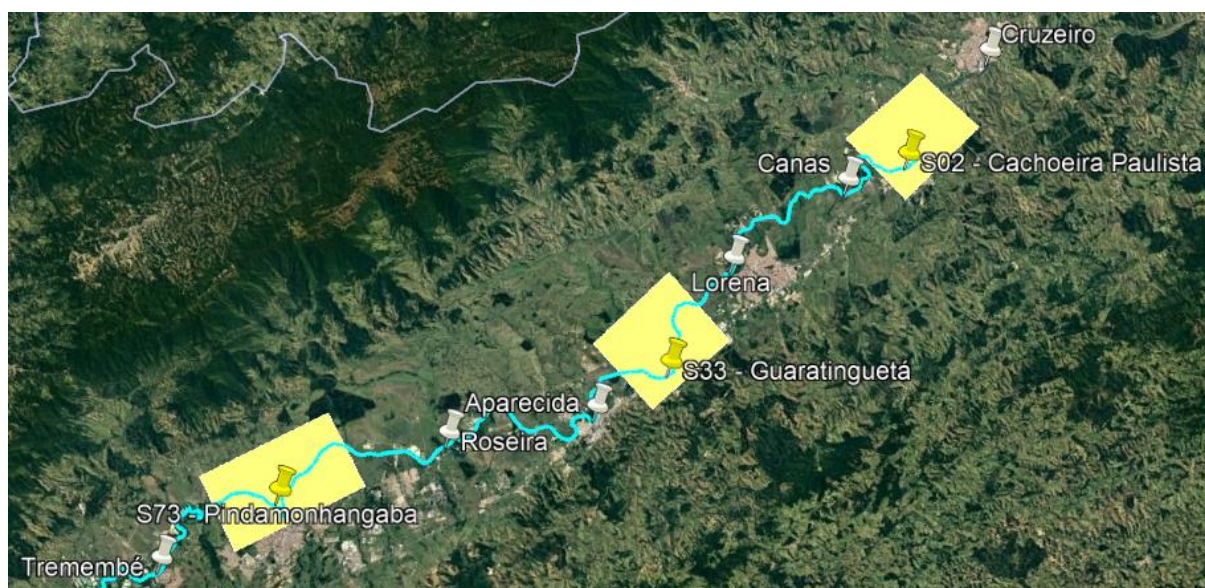 Cruzeiro
Canas
S02 - Cachoeira Paulista
Lorena
S33 - Guaratinguetá
Aparecida
Roseira
S73 - Pindamonhangaba
Tremembé